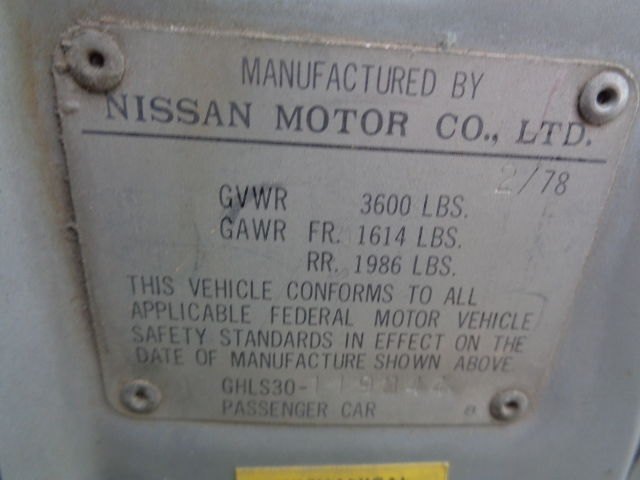 MANUFACTURED BY
NISSAN MOTOR CO., LTD.
2/78
GVWR 3600 LBS.
GAWR FR. 1614 LBS.
RR. 1986 LBS.
THIS VEHICLE CONFORMS TO ALL
APPLICABLE FEDERAL MOTOR VEHICLE
SAFETY STANDARDS IN EFFECT ON THE
DATE OF MANUFACTURE SHOWN ABOVE.
GHLS30-
PASSENGER CAR 8